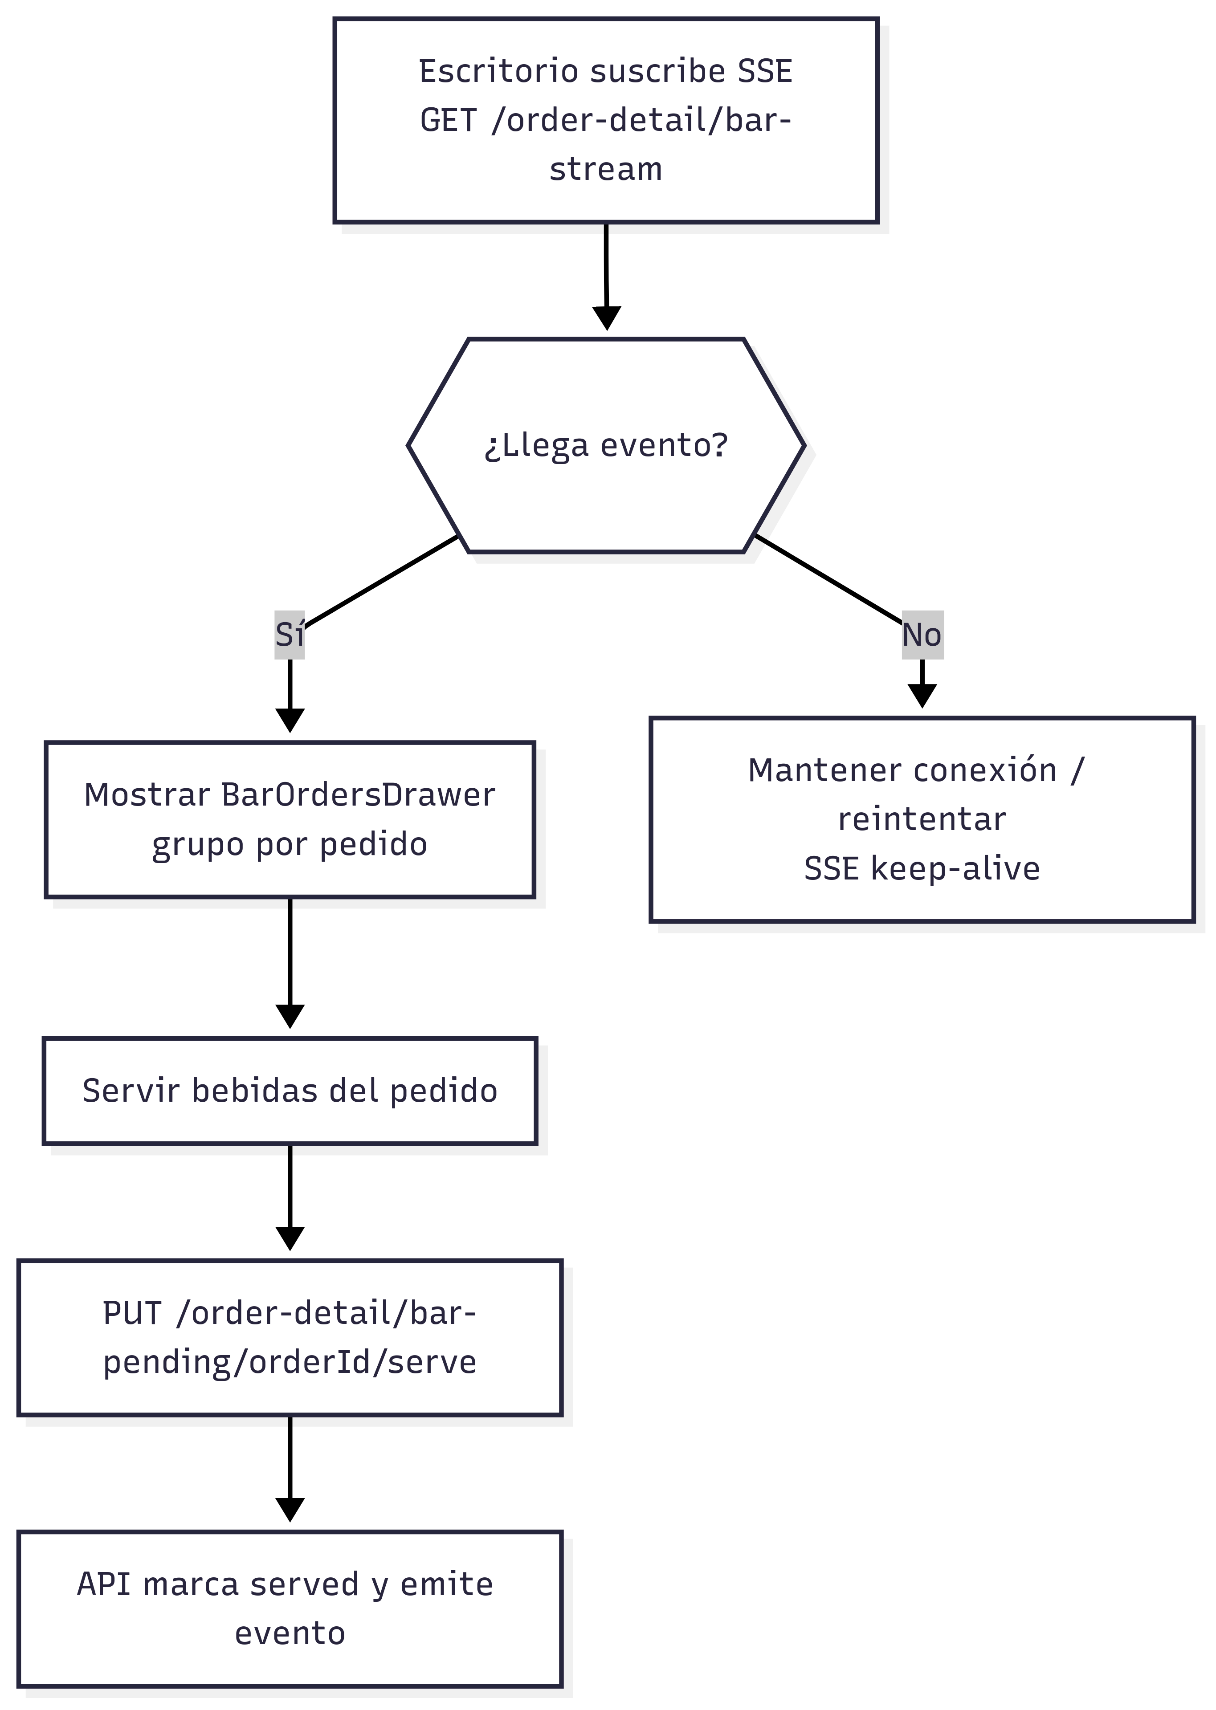 Escritorio suscribe SSE
GET /order-detail/bar-
stream
¿Llega evento?
Sí
No
Mostrar BarOrdersDrawer
grupo por pedido
Mantener conexión /
reintentar
SSE keep-alive
Servir bebidas del pedido
PUT /order-detail/bar-
pending/orderId/serve
API marca served y emite
evento